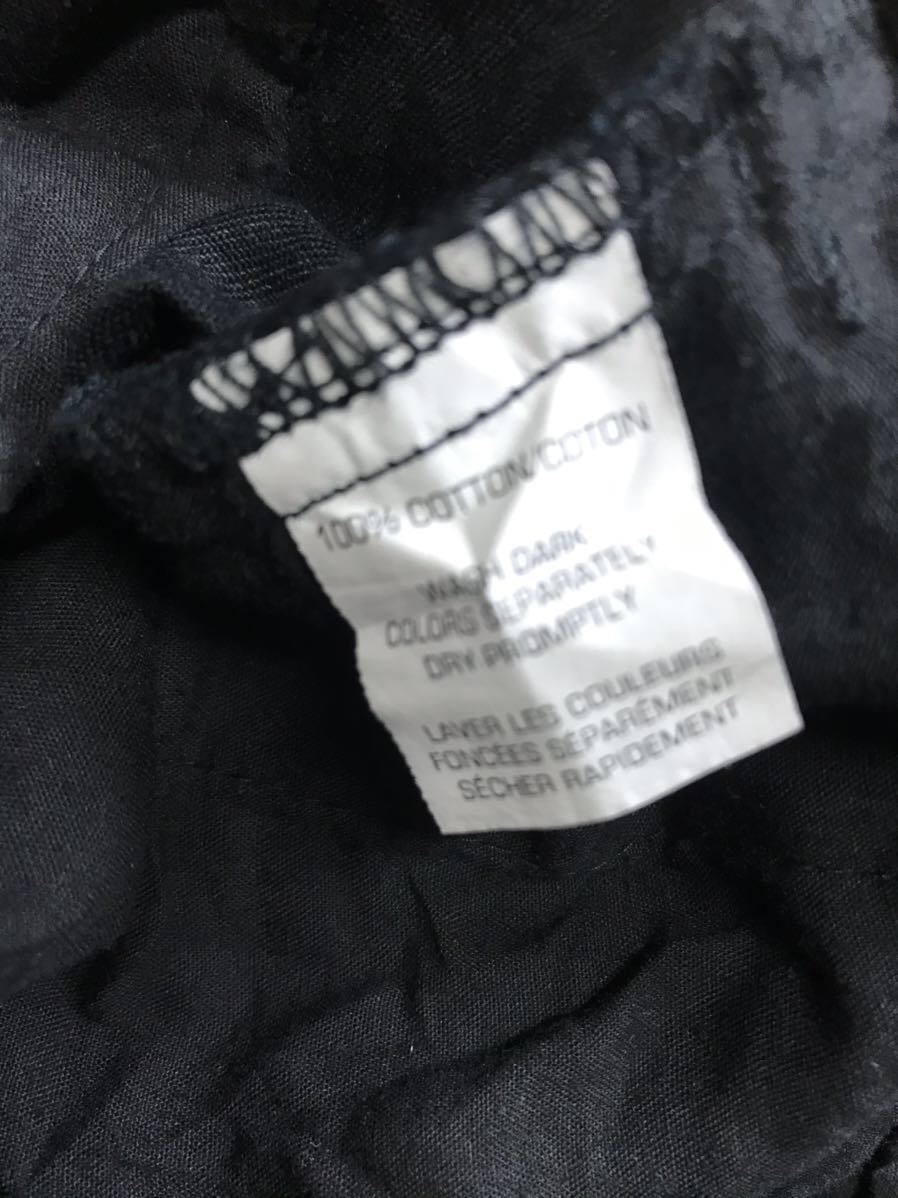 100% COTTON/COTON
WASH DARK
COLORS SEPARATELY
DRY PROMPTLY
LAVER LES COULEURS
FONCÉES SÉPARÉMENT
SÉCHER RAPIDEMENT